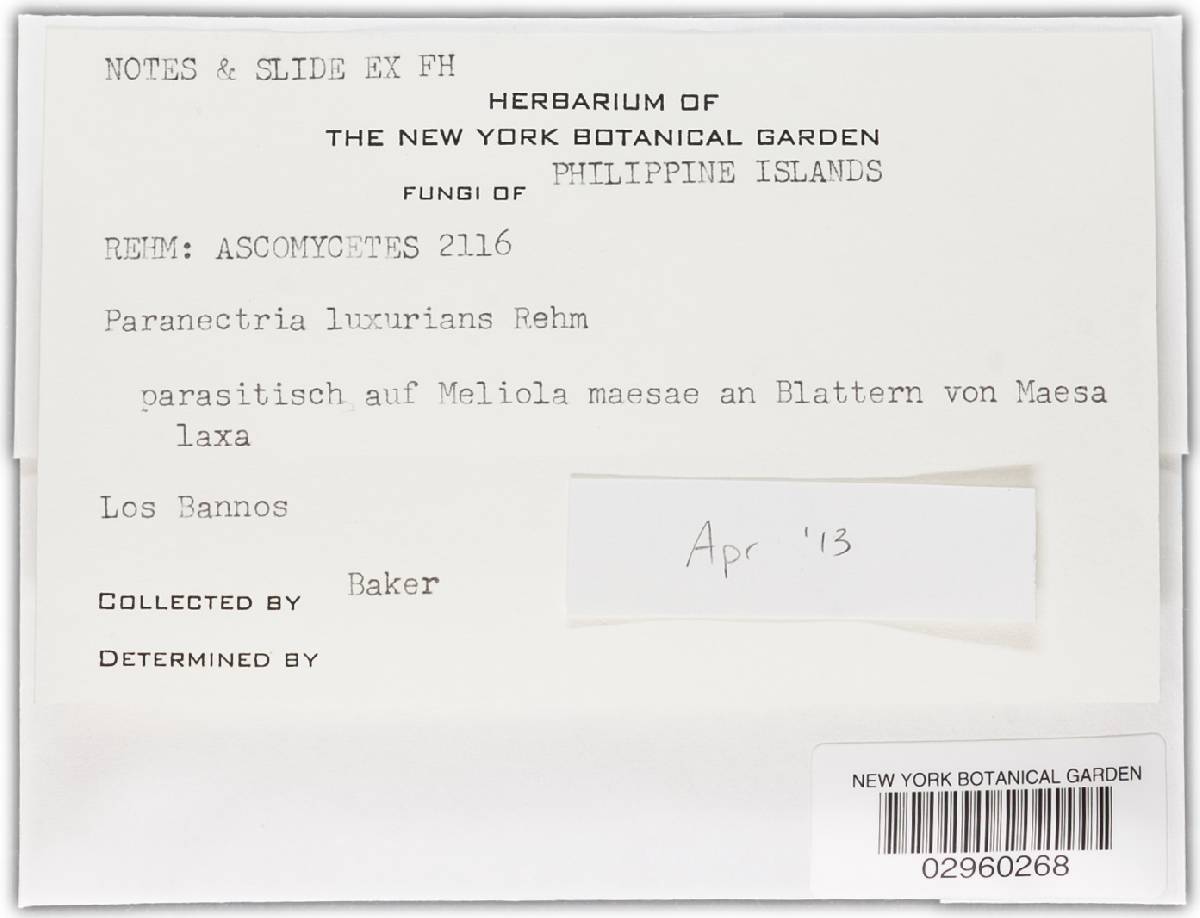 NOTES & SLIDE EX FH
HERBARIUM OF
THE NEW YORK BOTANICAL GARDEN
FUNGI OF PHILIPPINE ISLANDS
REHM: ASCOMYCETES 2116
Paranectria luxurians Rehm
parasitisch auf Meliola maesae an Blattern von Maesa
laxa
Los Bannos
Apr '13
COLLECTED BY Baker
DETERMINED BY
NEW YORK BOTANICAL GARDEN
02960268